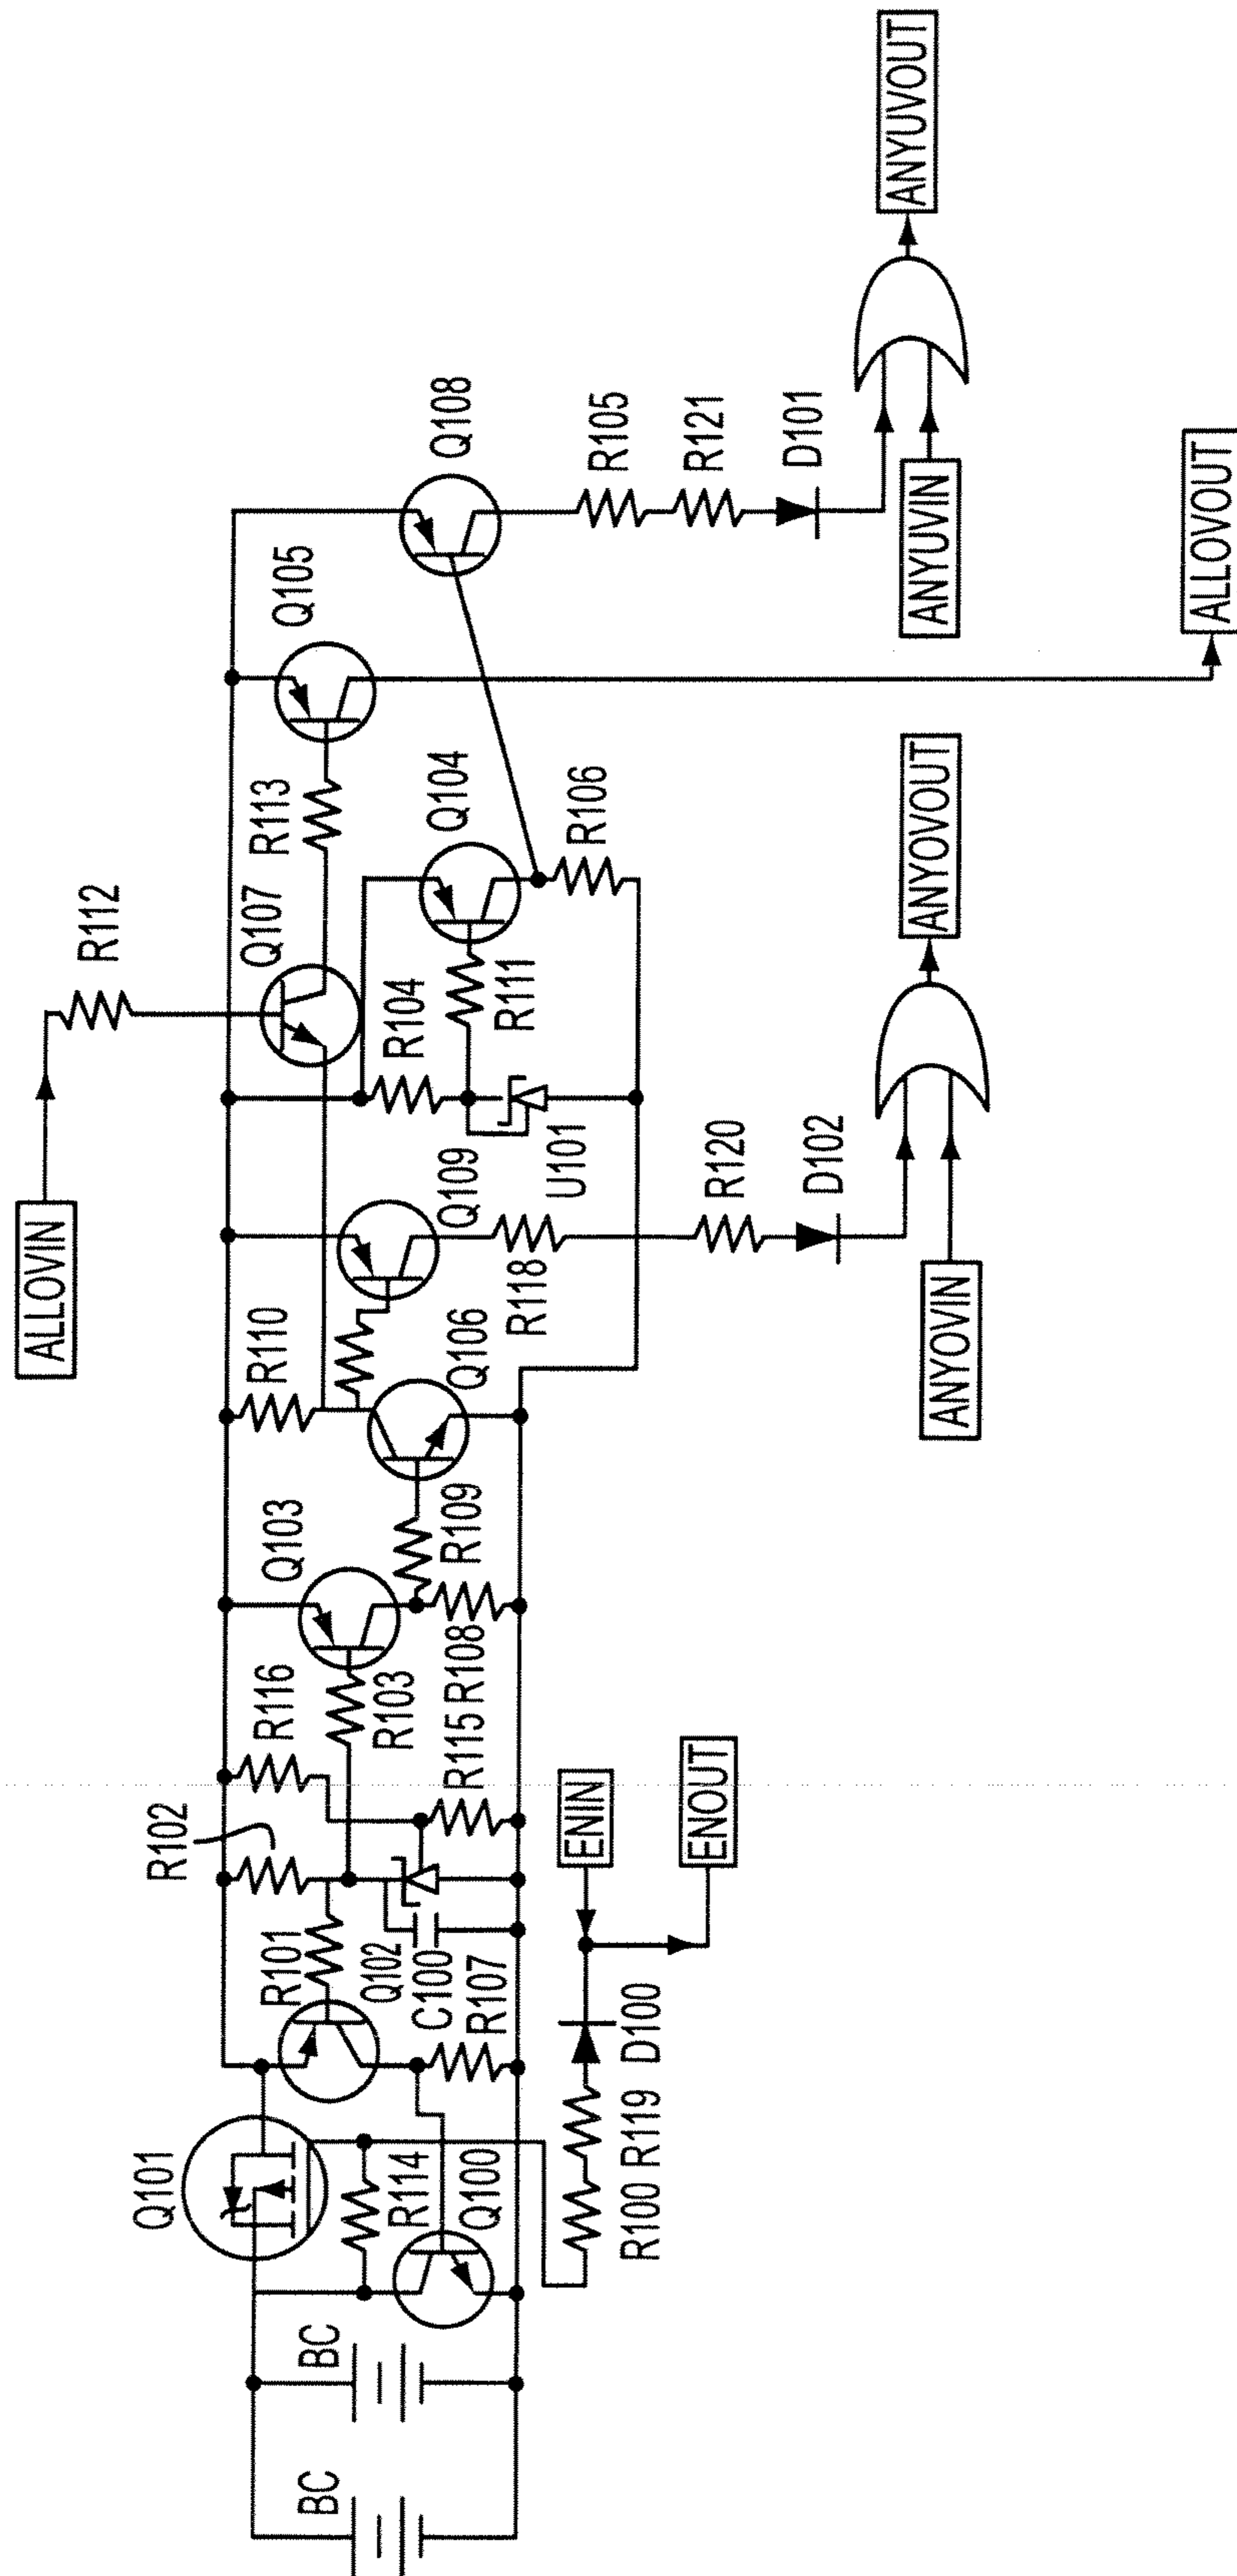 ALLOVIN
R112
Q101
R101
R102
R116
Q103
R110
Q107
R113
Q105
BC
BC
R114
Q100
Q102
C100
R107
R103
R115
R108
R109
Q106
Q109
R118
R104
R111
U101
Q104
R106
Q108
R105
R121
D101
R100
R119
D100
ENIN
ENOUT
R120
D102
ANYOVIN
ANYOVOUT
ANYUVIN
ANYUVOUT
ALLOVOUT